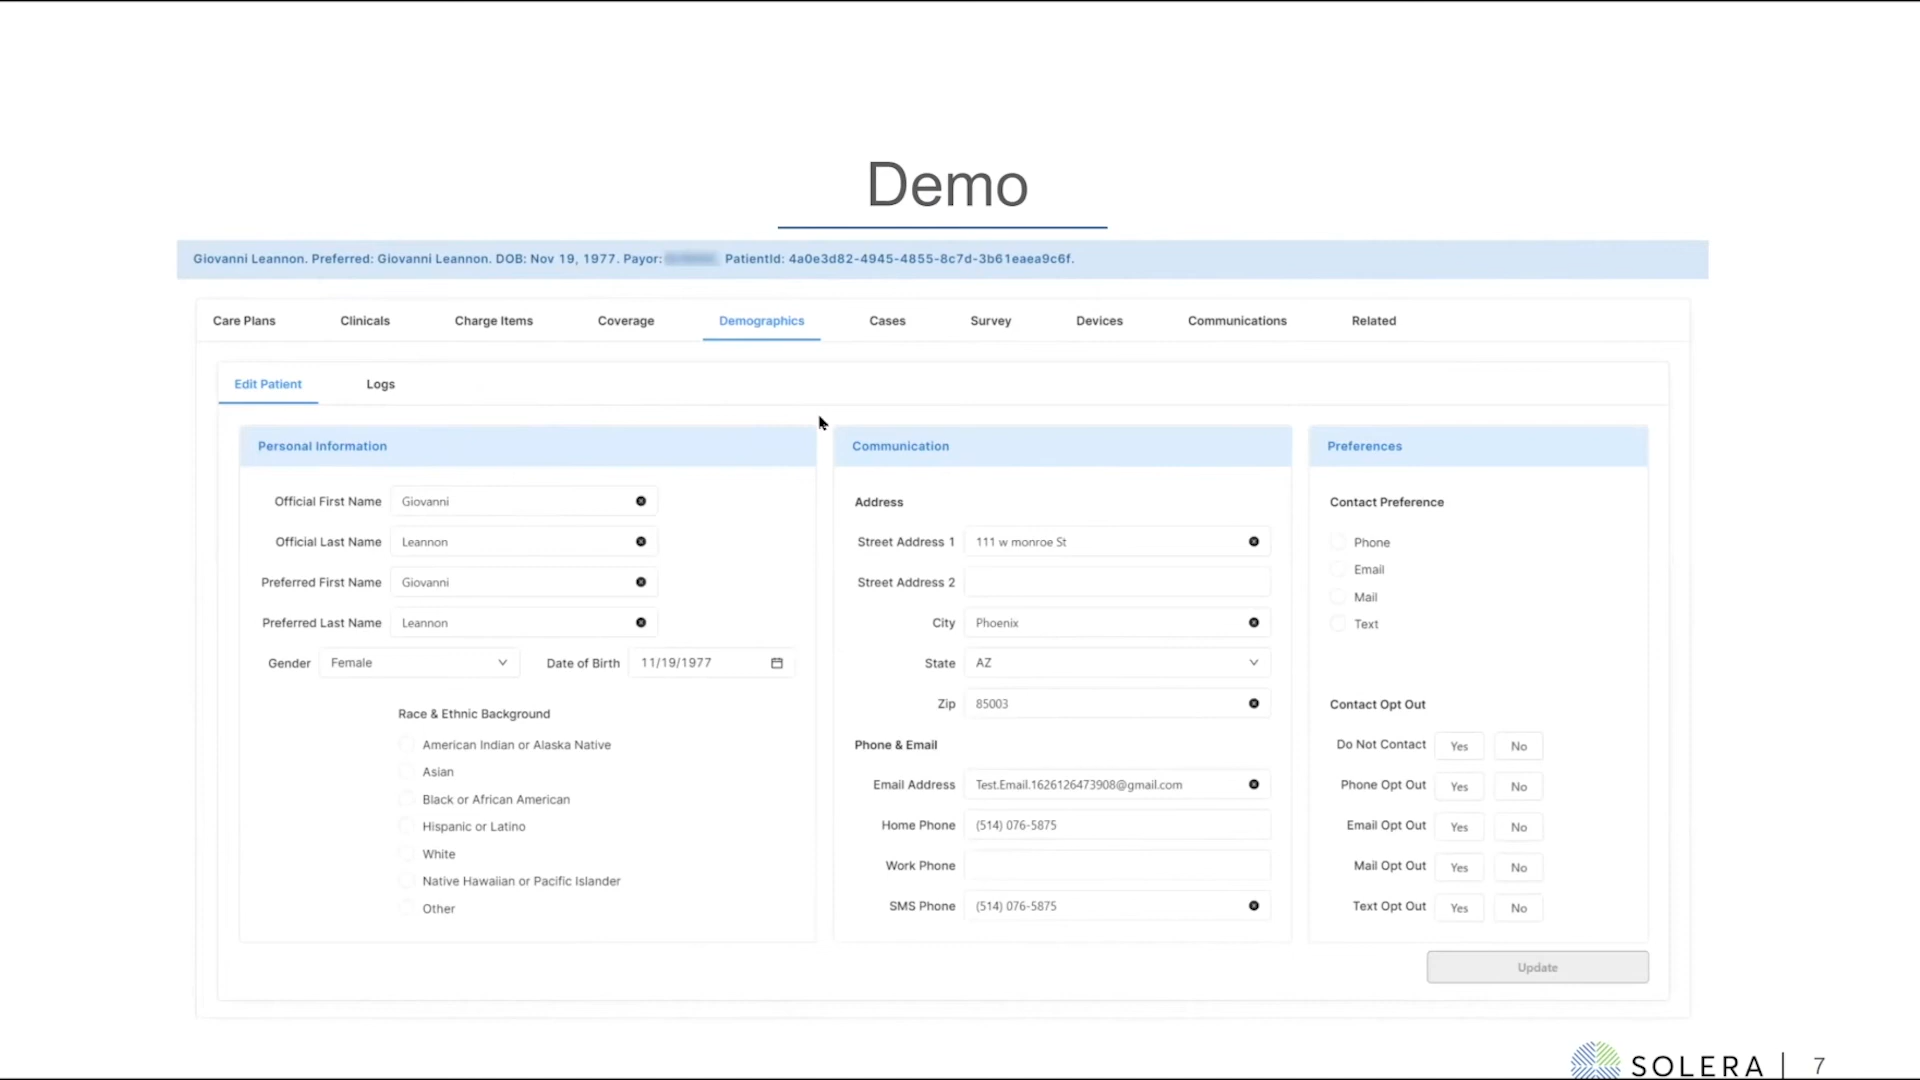 Demo
Giovanni Leannon. Preferred: Giovanni Leannon. DOB: Nov 19, 1977. Payor: PatientId: 4a0e3d82-4945-4855-8c7d-3b61eaea9c6f.
Care Plans Clinicals Charge Items Coverage Demographics Cases Survey Devices Communications Related
Edit Patient Logs
Personal Information
Official First Name Giovanni
Official Last Name Leannon
Preferred First Name Giovanni
Preferred Last Name Leannon
Gender Female Date of Birth 11/19/1977
Race & Ethnic Background
American Indian or Alaska Native
Asian
Black or African American
Hispanic or Latino
White
Native Hawaiian or Pacific Islander
Other
Communication
Address
Street Address 1 111 w monroe St
Street Address 2
City Phoenix
State AZ
Zip 85003
Phone & Email
Email Address Test.Email.1626126473908@gmail.com
Home Phone (514) 076-5875
Work Phone
SMS Phone (514) 076-5875
Preferences
Contact Preference
Phone
Email
Mail
Text
Contact Opt Out
Do Not Contact Yes No
Phone Opt Out Yes No
Email Opt Out Yes No
Mail Opt Out Yes No
Text Opt Out Yes No
Update
SOLERA | 7